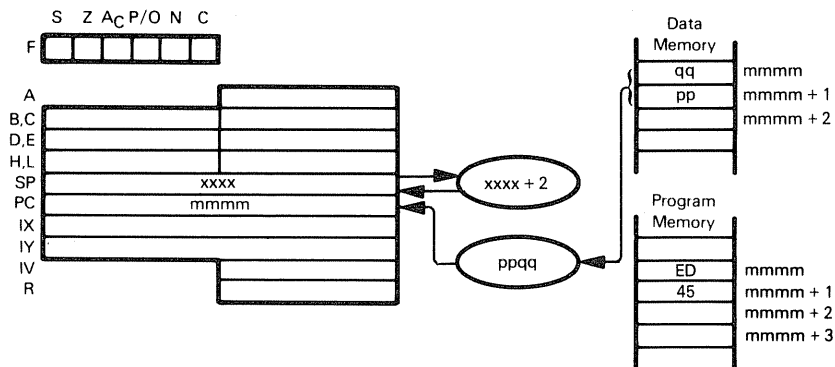 S Z AC P/O N C
F
A
B,C
D,E
H,L
SP xxxx
PC mmmm
IX
IY
IV
R
xxxx + 2
ppqq
Data
Memory
qq mmmm
pp mmmm + 1
mmmm + 2
Program
Memory
ED mmmm
45 mmmm + 1
mmmm + 2
mmmm + 3